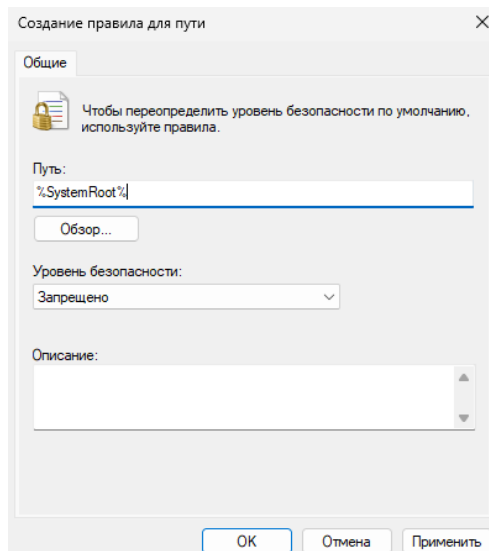 Создание правила для пути
Общие
Чтобы переопределить уровень безопасности по умолчанию,
используйте правила.
Путь:
%SystemRoot%
Обзор...
Уровень безопасности:
Запрещено
Описание:
OK
Отмена
Применить